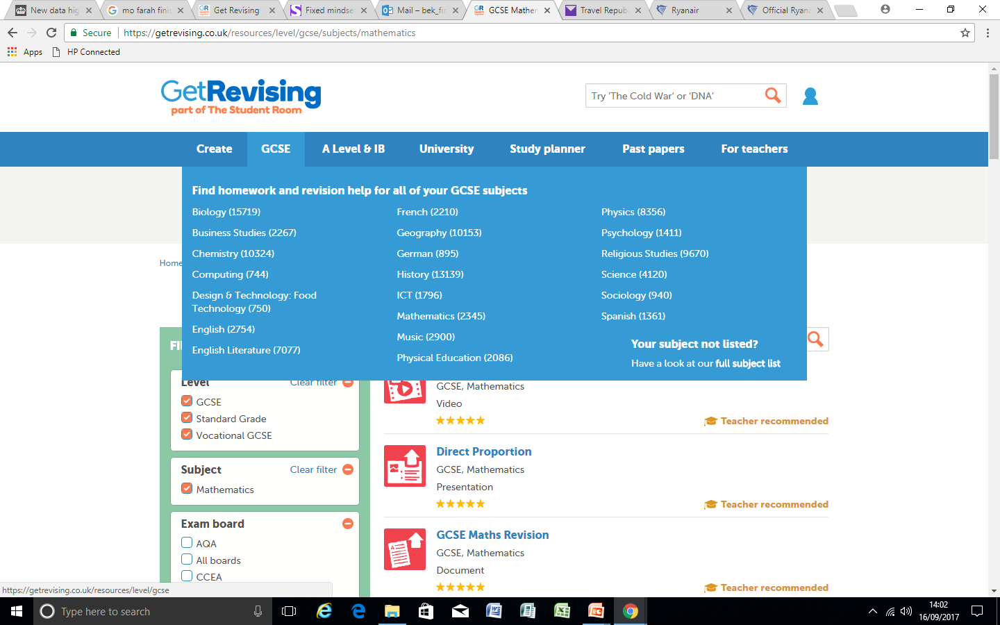 New data hig
mo farah finis
Get Revising
Fixed mindse
Mail – bek_fi
GCSE Mathem
Travel Repub
Ryanair
Official Ryana
Secure
https://getrevising.co.uk/resources/level/gcse/subjects/mathematics
Apps
HP Connected
GetRevising
part of The Student Room
Try ‘The Cold War’ or ‘DNA’
Create
GCSE
A Level & IB
University
Study planner
Past papers
For teachers
Find homework and revision help for all of your GCSE subjects
Biology (15719)
Business Studies (2267)
Chemistry (10324)
Computing (744)
Design & Technology: Food
Technology (750)
English (2754)
English Literature (7077)
French (2210)
Geography (10153)
German (895)
History (13139)
ICT (1796)
Mathematics (2345)
Music (2900)
Physical Education (2086)
Physics (8356)
Psychology (1411)
Religious Studies (9670)
Science (4120)
Sociology (940)
Spanish (1361)
Your subject not listed?
Have a look at our full subject list
Home
Level
Clear filter
GCSE
Standard Grade
Vocational GCSE
Subject
Clear filter
Mathematics
Exam board
AQA
All boards
CCEA
GCSE, Mathematics
Video
Teacher recommended
Direct Proportion
GCSE, Mathematics
Presentation
Teacher recommended
GCSE Maths Revision
GCSE, Mathematics
Document
Teacher recommended
https://getrevising.co.uk/resources/level/gcse
Type here to search
14:02
16/09/2017